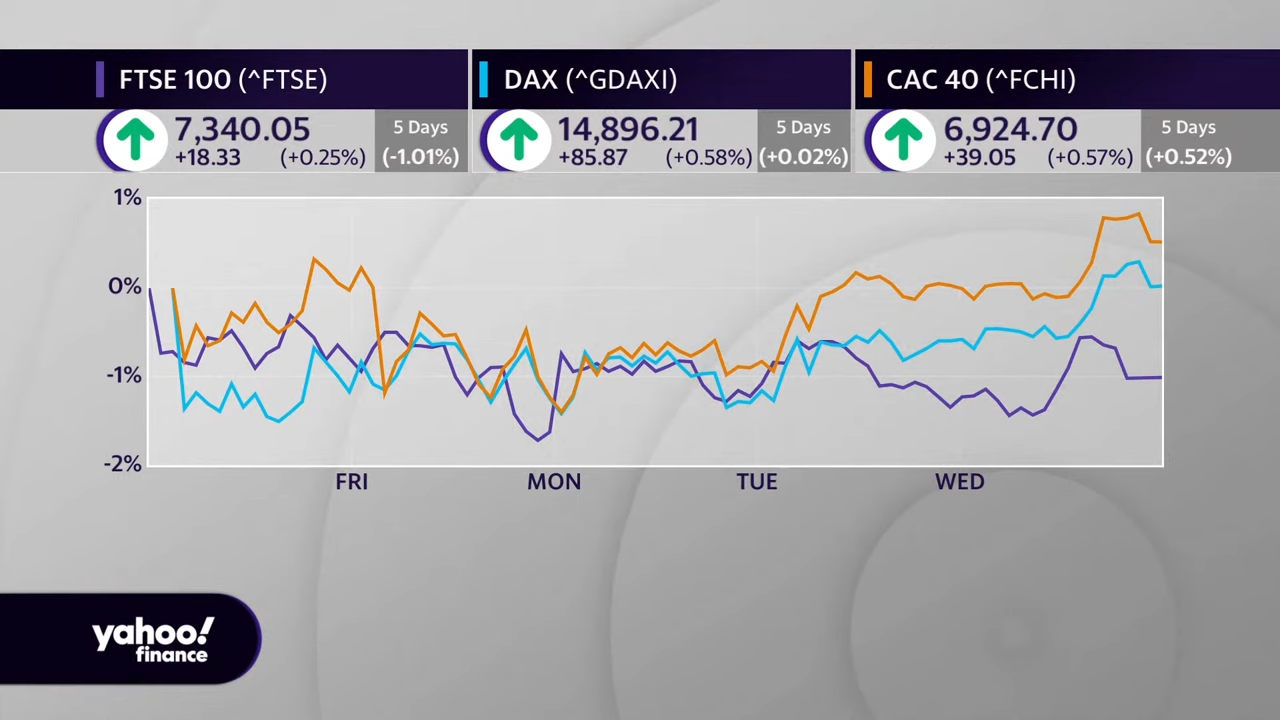 FTSE 100 (^FTSE)
7,340.05
+18.33 (+0.25%)
5 Days
(-1.01%)
DAX (^GDAXI)
14,896.21
+85.87 (+0.58%)
5 Days
(+0.02%)
CAC 40 (^FCHI)
6,924.70
+39.05 (+0.57%)
5 Days
(+0.52%)
1%
0%
-1%
-2%
FRI MON TUE WED
yahoo!
finance